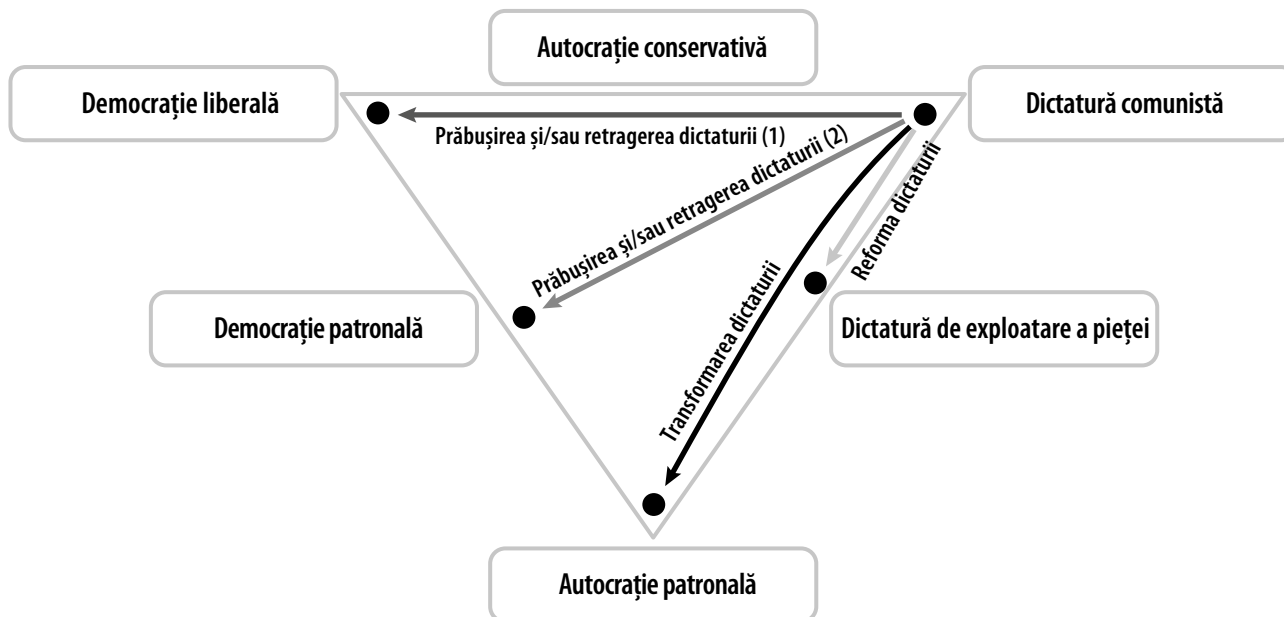 Autocrație conservativă
Democrație liberală
Dictatură comunistă
Prăbușirea și/sau retragerea dictaturii (1)
Prăbușirea și/sau retragerea dictaturii (2)
Reforma dictaturii
Transformarea dictaturii
Democrație patronală
Dictatură de exploatare a pieței
Autocrație patronală